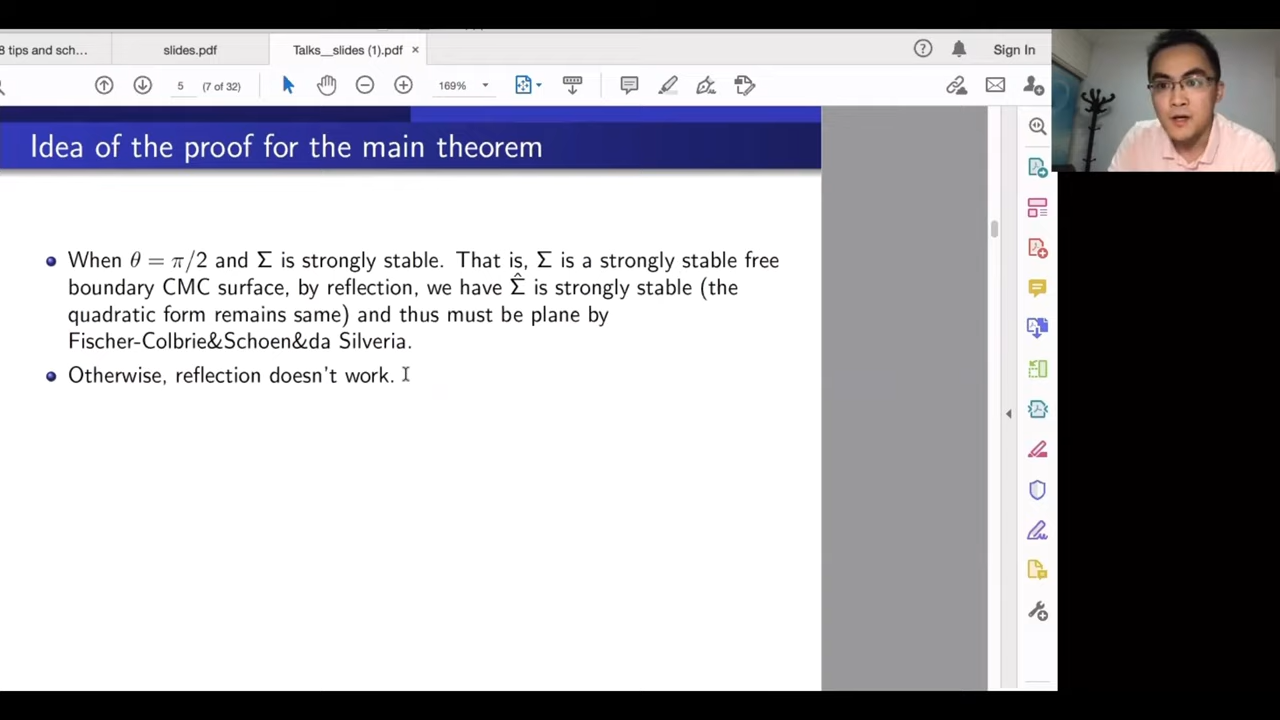 8 tips and sch...
slides.pdf
Talks__slides (1).pdf ×
Sign In
5 (7 of 32)
169%
Idea of the proof for the main theorem
• When θ = π/2 and Σ is strongly stable. That is, Σ is a strongly stable free
boundary CMC surface, by reflection, we have Σ̂ is strongly stable (the
quadratic form remains same) and thus must be plane by
Fischer-Colbrie&Schoen&da Silveria.
• Otherwise, reflection doesn't work.